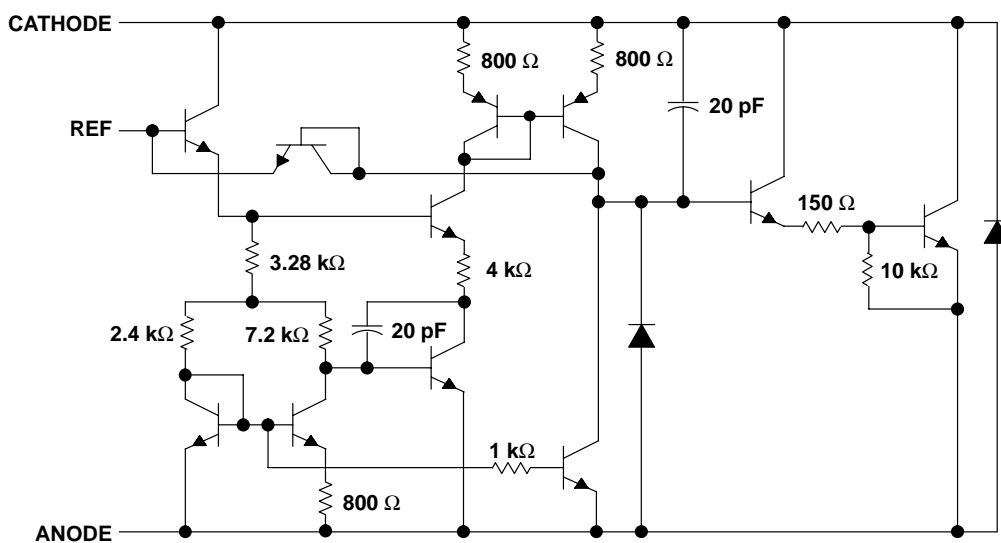 CATHODE
800 Ω
800 Ω
20 pF
REF
150 Ω
3.28 kΩ
4 kΩ
10 kΩ
2.4 kΩ
7.2 kΩ
20 pF
1 kΩ
800 Ω
ANODE